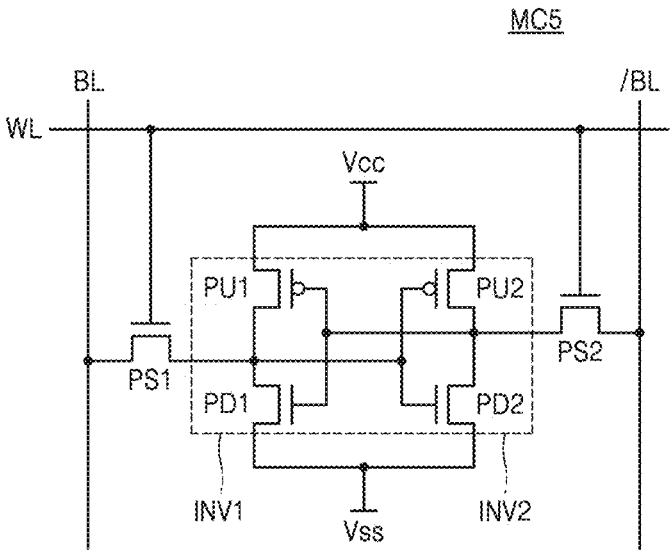 MC5
BL
/BL
WL
Vcc
PU1
PU2
PS1
PS2
PD1
PD2
INV1
INV2
Vss